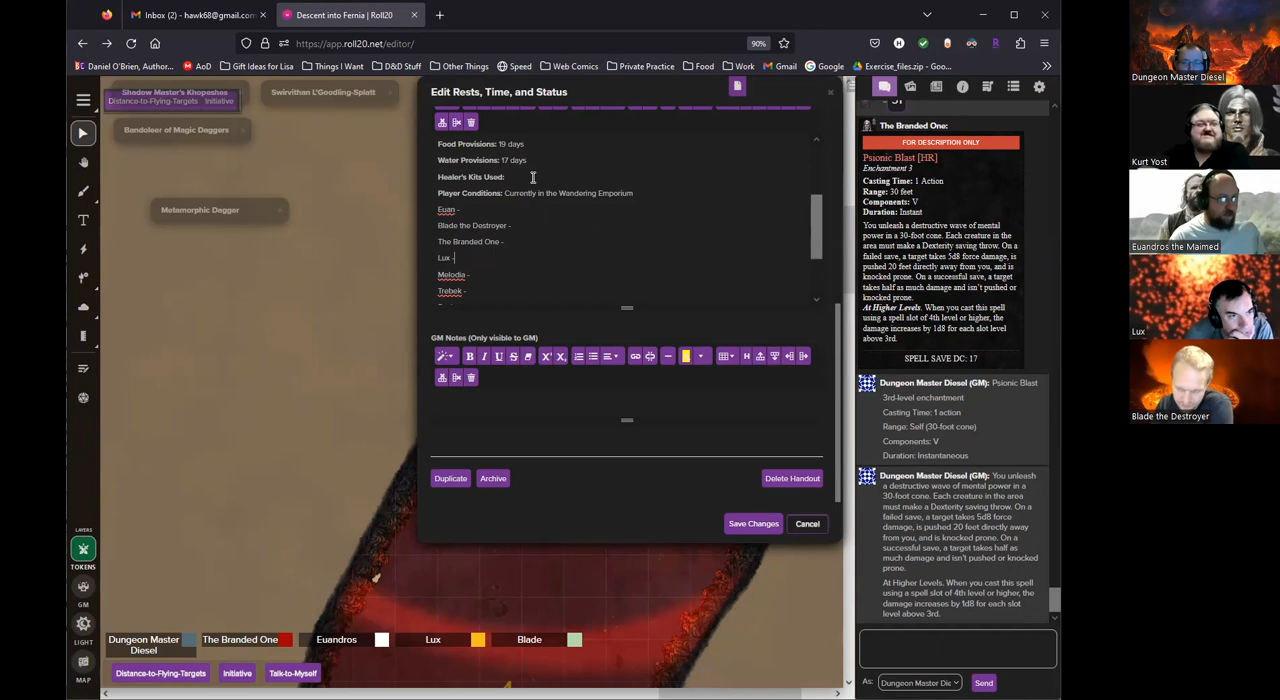 Inbox (2) - hawk68@gmail.com
Descent into Fernia | Roll20
https://app.roll20.net/editor/
90%
Daniel O'Brien, Author...
AoD
Gift Ideas for Lisa
Things I Want
D&D Stuff
Other Things
Speed
Web Comics
Private Practice
Food
Work
Gmail
Google
Exercise_files.zip - Goo...
Shadow Master's Khopeshes
Swirvithan L'Goodling-Splatt
Distance-to-Flying-Targets
Initiative
Bandoleer of Magic Daggers
Metamorphic Dagger
Edit Rests, Time, and Status
Food Provisions: 19 days
Water Provisions: 17 days
Healer's Kits Used:
Player Conditions: Currently in the Wandering Emporium
Euan -
Blade the Destroyer -
The Branded One -
Lux -
Melodia -
Trebek -
GM Notes (Only visible to GM)
Duplicate
Archive
Delete Handout
Save Changes
Cancel
LAYERS
TOKENS
GM
LIGHT
MAP
Dungeon Master
Diesel
The Branded One
Euandros
Lux
Blade
Distance-to-Flying-Targets
Initiative
Talk-to-Myself
The Branded One:
FOR DESCRIPTION ONLY
Psionic Blast [HR]
Enchantment 3
Casting Time: 1 Action
Range: 30 feet
Components: V
Duration: Instant
You unleash a destructive wave of mental
power in a 30-foot cone. Each creature in the
area must make a Dexterity saving throw. On a
failed save, a target takes 5d8 force damage, is
pushed 20 feet directly away from you, and is
knocked prone. On a successful save, a target
takes half as much damage and isn't pushed or
knocked prone.
At Higher Levels. When you cast this spell
using a spell slot of 4th level or higher, the
damage increases by 1d8 for each slot level
above 3rd.
SPELL SAVE DC: 17
Dungeon Master Diesel (GM): Psionic Blast
3rd-level enchantment
Casting Time: 1 action
Range: Self (30-foot cone)
Components: V
Duration: Instantaneous
Dungeon Master Diesel (GM): You unleash
a destructive wave of mental power in a
30-foot cone. Each creature in the area
must make a Dexterity saving throw. On a
failed save, a target takes 5d8 force
damage, is pushed 20 feet directly away
from you, and is knocked prone. On a
successful save, a target takes half as
much damage and isn't pushed or knocked
prone.
At Higher Levels. When you cast this spell
using a spell slot of 4th level or higher, the
damage increases by 1d8 for each slot
level above 3rd.
As:
Dungeon Master Die
Send
Dungeon Master Diesel
Kurt Yost
Euandros the Maimed
Lux
Blade the Destroyer